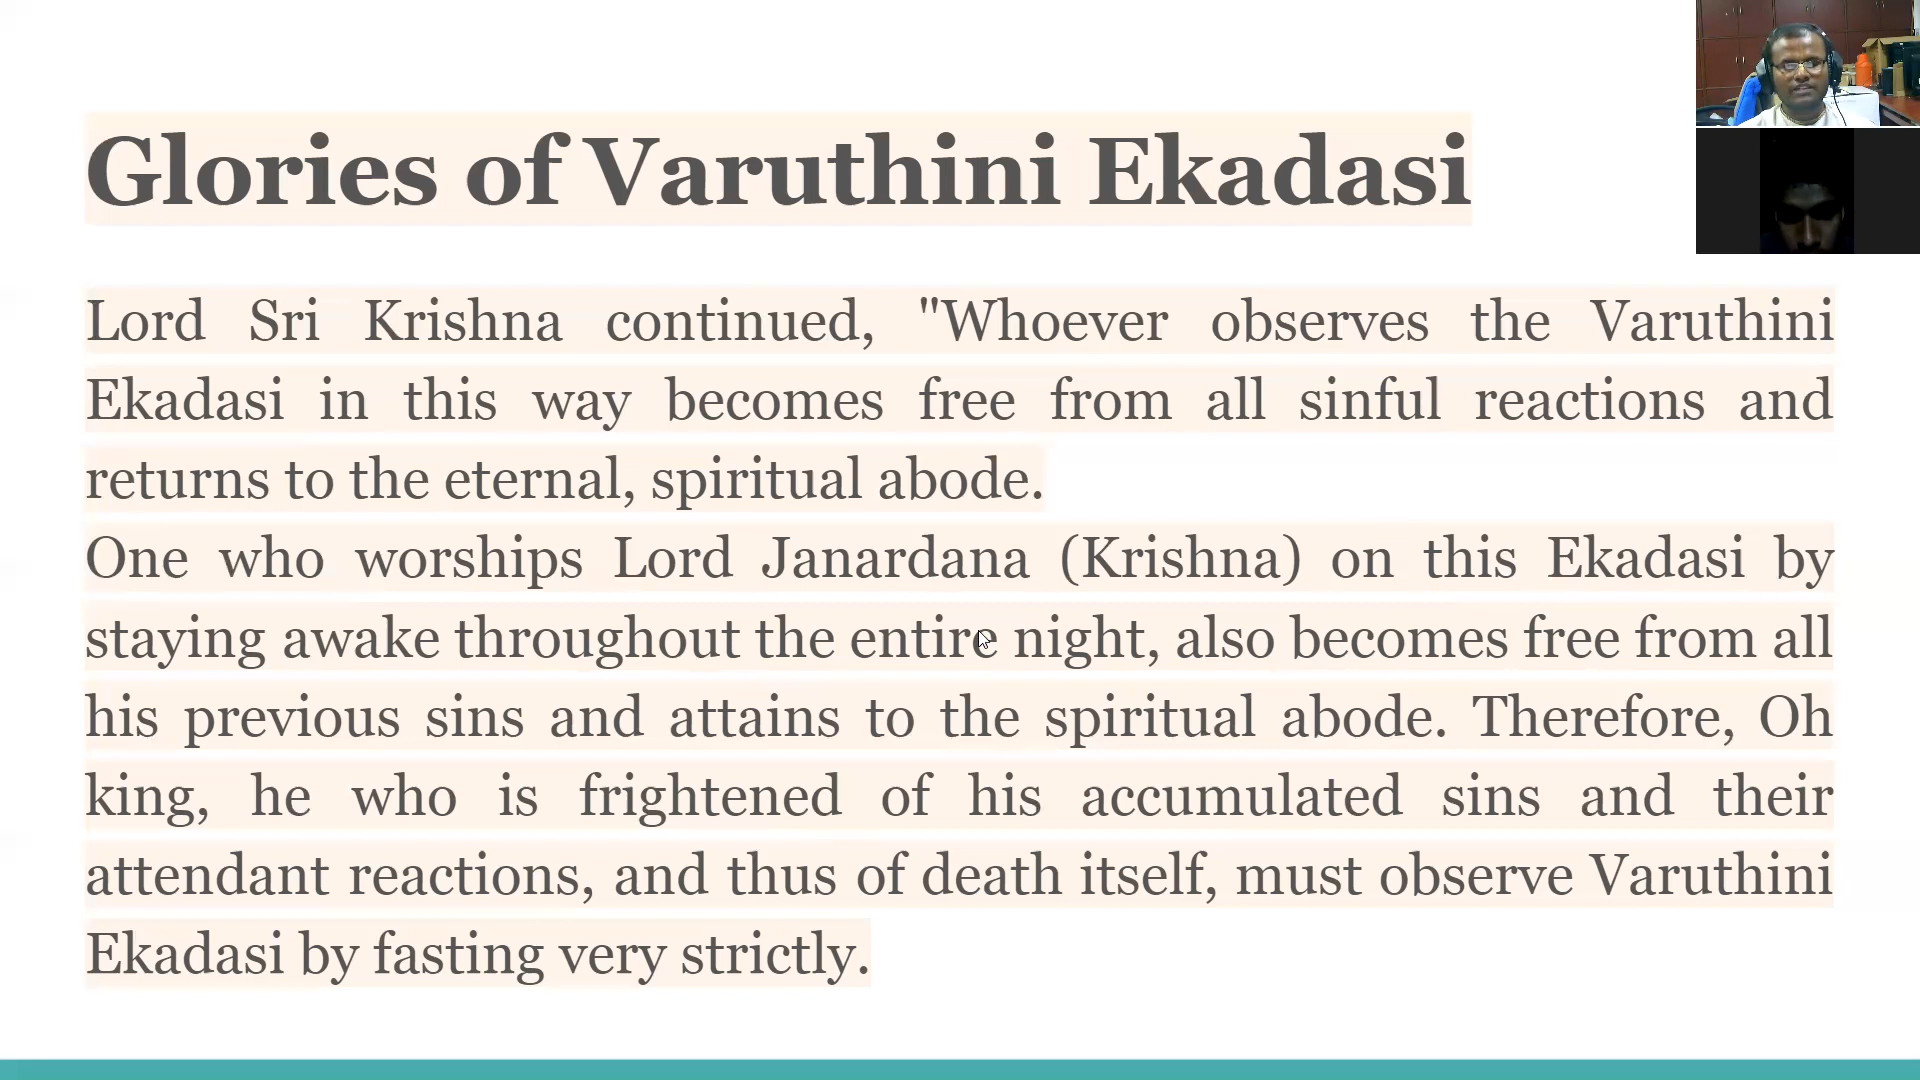 Glories of Varuthini Ekadasi
Lord Sri Krishna continued, "Whoever observes the Varuthini
Ekadasi in this way becomes free from all sinful reactions and
returns to the eternal, spiritual abode.
One who worships Lord Janardana (Krishna) on this Ekadasi by
staying awake throughout the entire night, also becomes free from all
his previous sins and attains to the spiritual abode. Therefore, Oh
king, he who is frightened of his accumulated sins and their
attendant reactions, and thus of death itself, must observe Varuthini
Ekadasi by fasting very strictly.